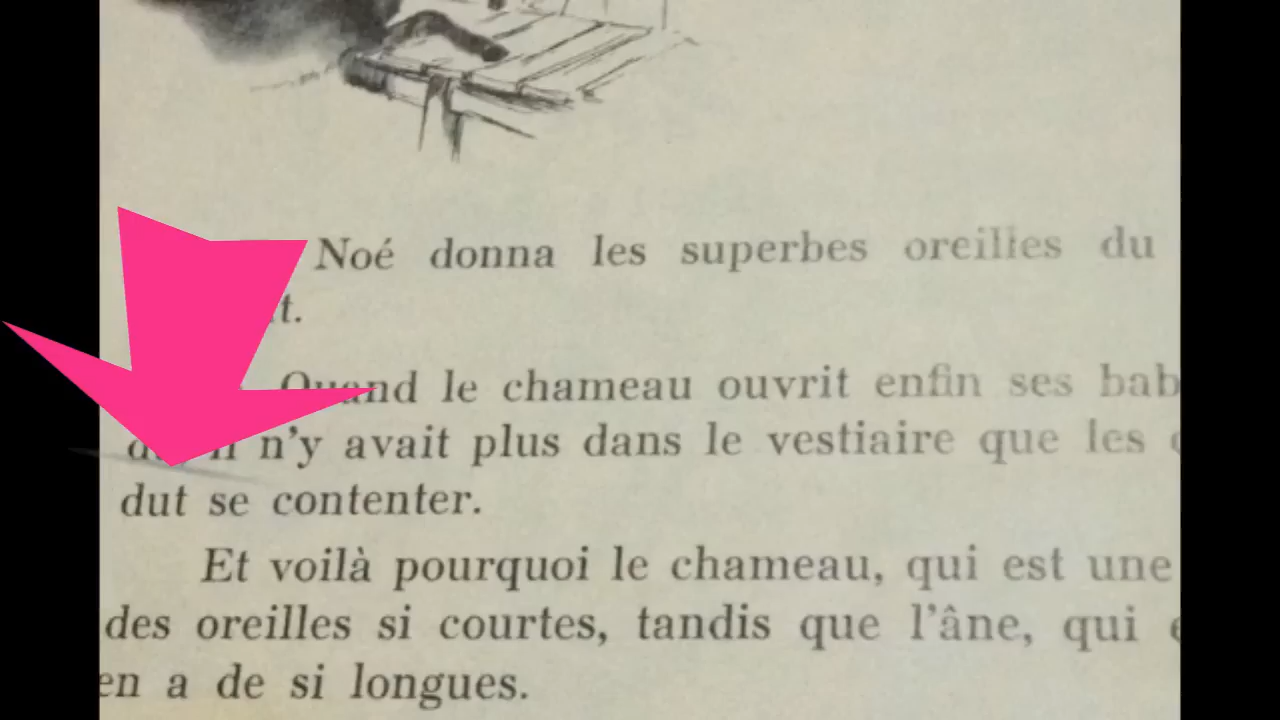 Noé donna les superbes oreilles du
Quand le chameau ouvrit enfin ses
n'y avait plus dans le vestiaire que les
dut se contenter.
Et voilà pourquoi le chameau, qui est une
des oreilles si courtes, tandis que l'âne, qui
en a de si longues.